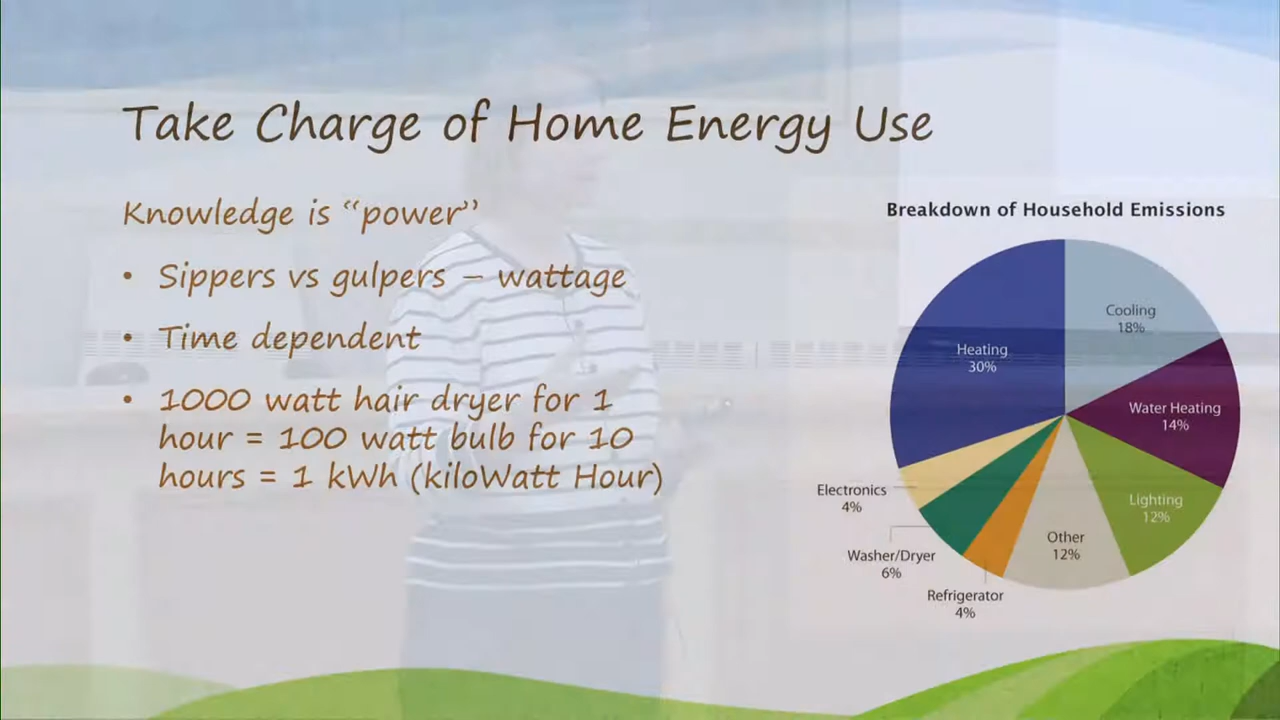 Take Charge of Home Energy Use
Knowledge is “power”
• Sippers vs gulpers – wattage
• Time dependent
• 1000 watt hair dryer for 1
hour = 100 watt bulb for 10
hours = 1 kWh (kiloWatt Hour)
Breakdown of Household Emissions
Cooling
18%
Heating
30%
Water Heating
14%
Electronics
4%
Lighting
12%
Other
12%
Washer/Dryer
6%
Refrigerator
4%